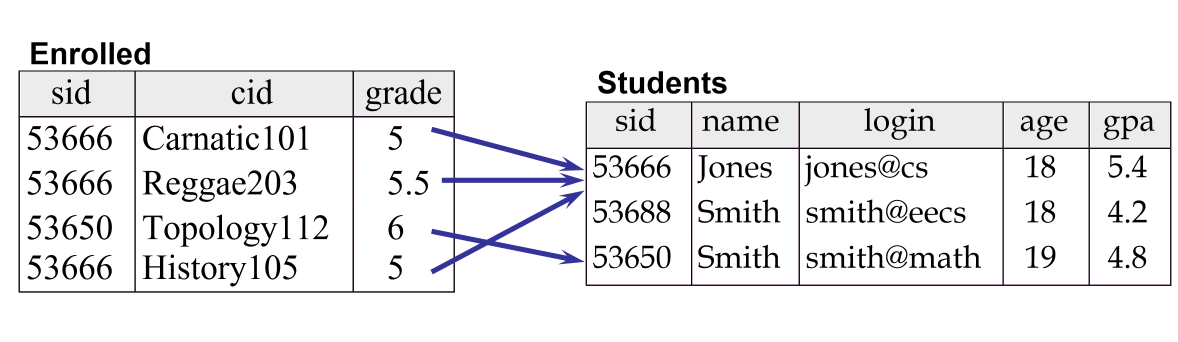 Enrolled
sid cid grade
53666 Carnatic101 5
53666 Reggae203 5.5
53650 Topology112 6
53666 History105 5
Students
sid name login age gpa
53666 Jones jones@cs 18 5.4
53688 Smith smith@eecs 18 4.2
53650 Smith smith@math 19 4.8